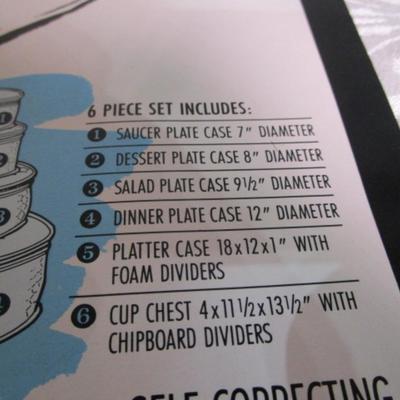 6 PIECE SET INCLUDES:
1 SAUCER PLATE CASE 7" DIAMETER
2 DESSERT PLATE CASE 8" DIAMETER
3 SALAD PLATE CASE 9½" DIAMETER
4 DINNER PLATE CASE 12" DIAMETER
5 PLATTER CASE 18x12x1" WITH
FOAM DIVIDERS
6 CUP CHEST 4x11½x13½" WITH
CHIPBOARD DIVIDERS
SELF CORRECTING